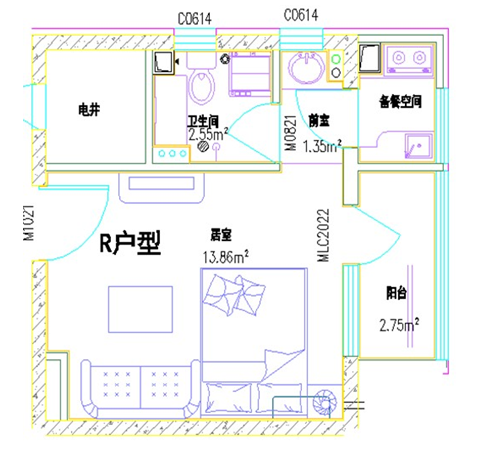 C0614
C0614
电井
卫生间
2.55m²
M0821
前室
1.35m²
备餐空间
M1021
R户型
居室
13.86m²
MLC2022
阳台
2.75m²